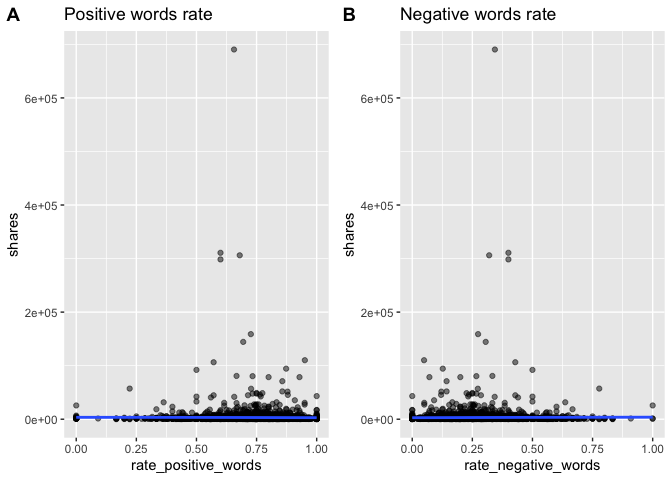 A Positive words rate
6e+05
4e+05
2e+05
0e+00
shares
0.00 0.25 0.50 0.75 1.00
rate_positive_words
B Negative words rate
6e+05
4e+05
2e+05
0e+00
shares
0.00 0.25 0.50 0.75 1.00
rate_negative_words